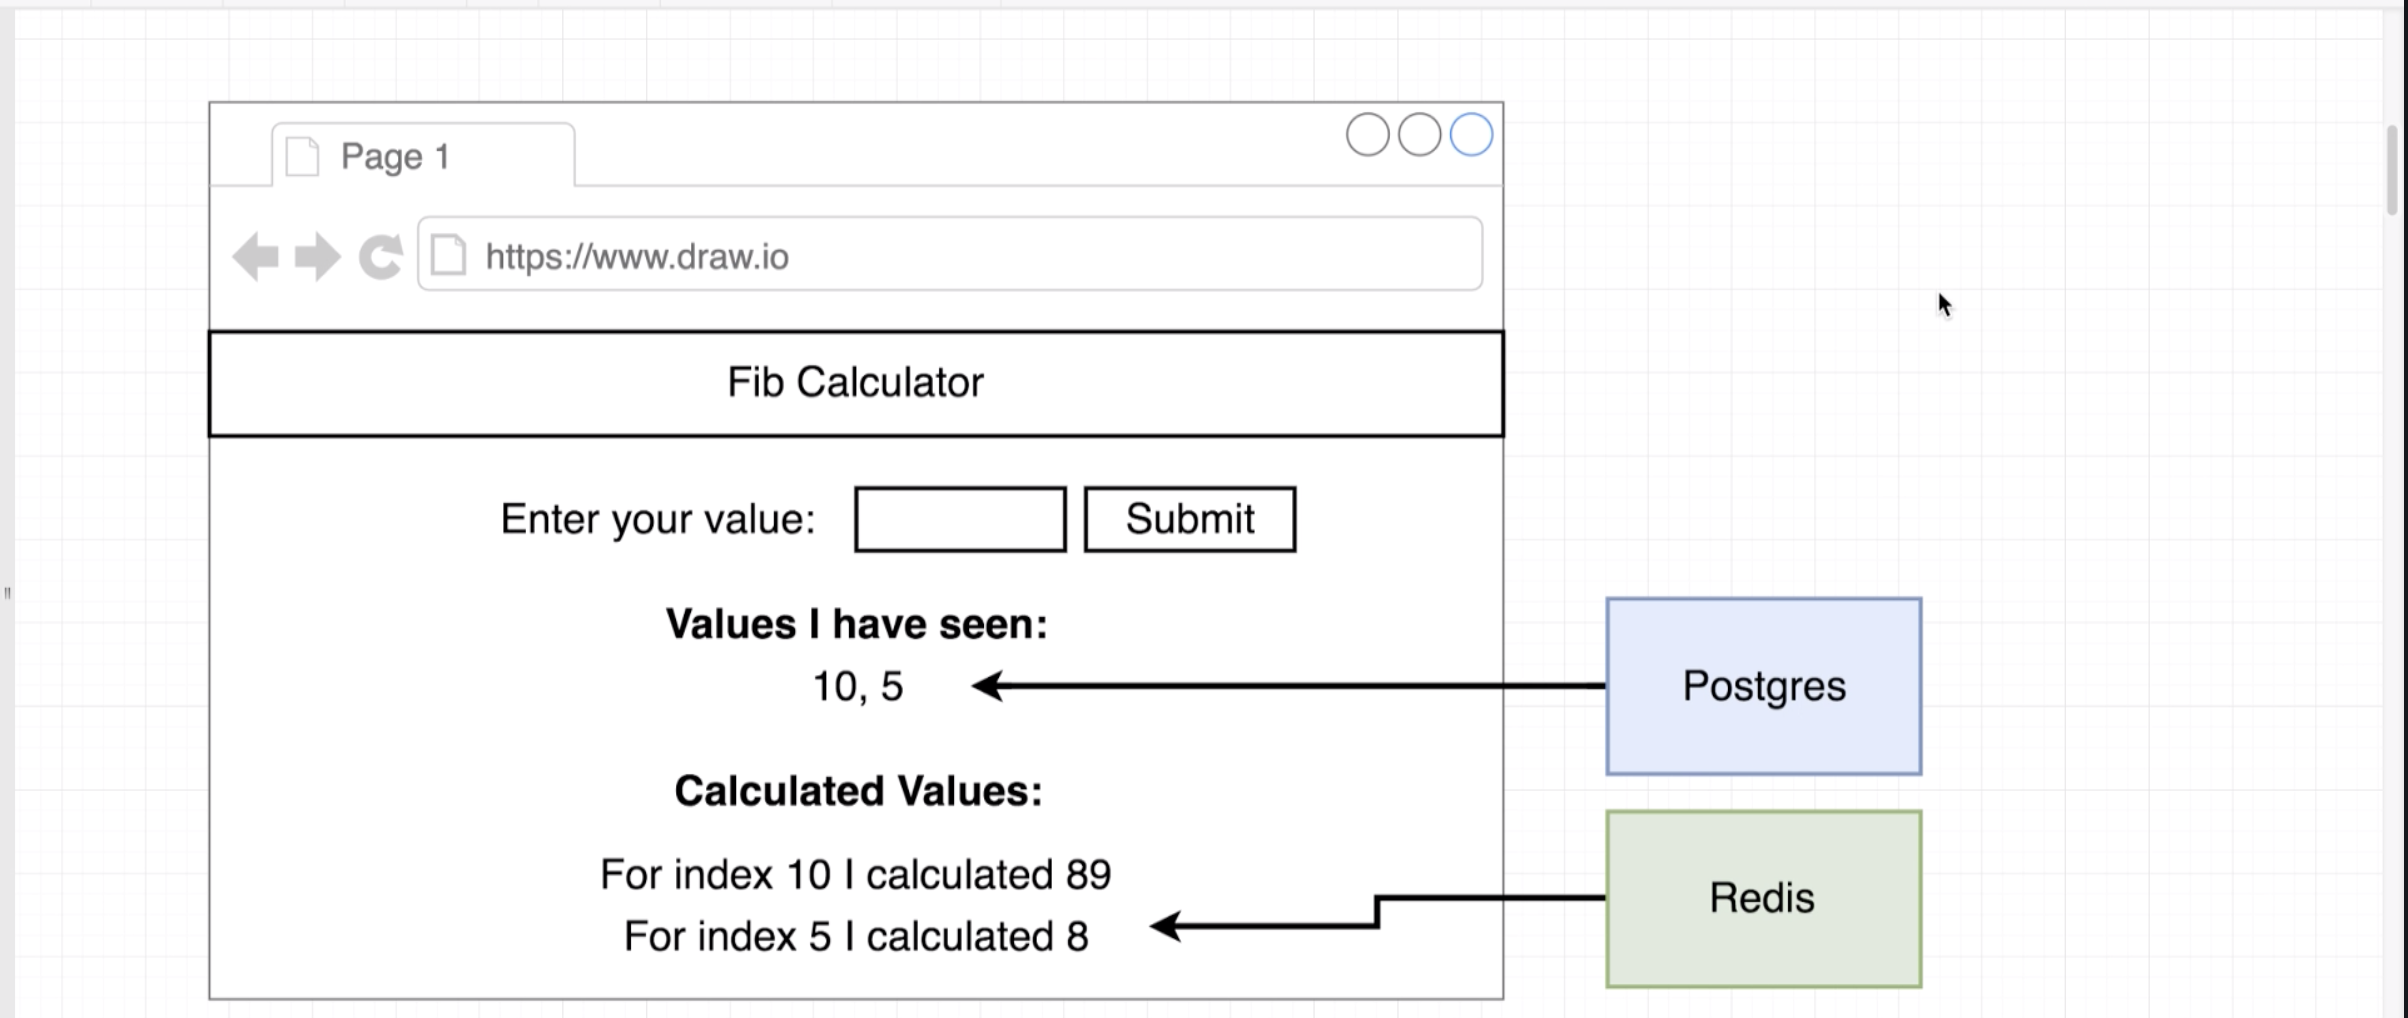 Page 1
https://www.draw.io
Fib Calculator
Enter your value:
Submit
Values I have seen:
10, 5
Postgres
Calculated Values:
For index 10 I calculated 89
Redis
For index 5 I calculated 8